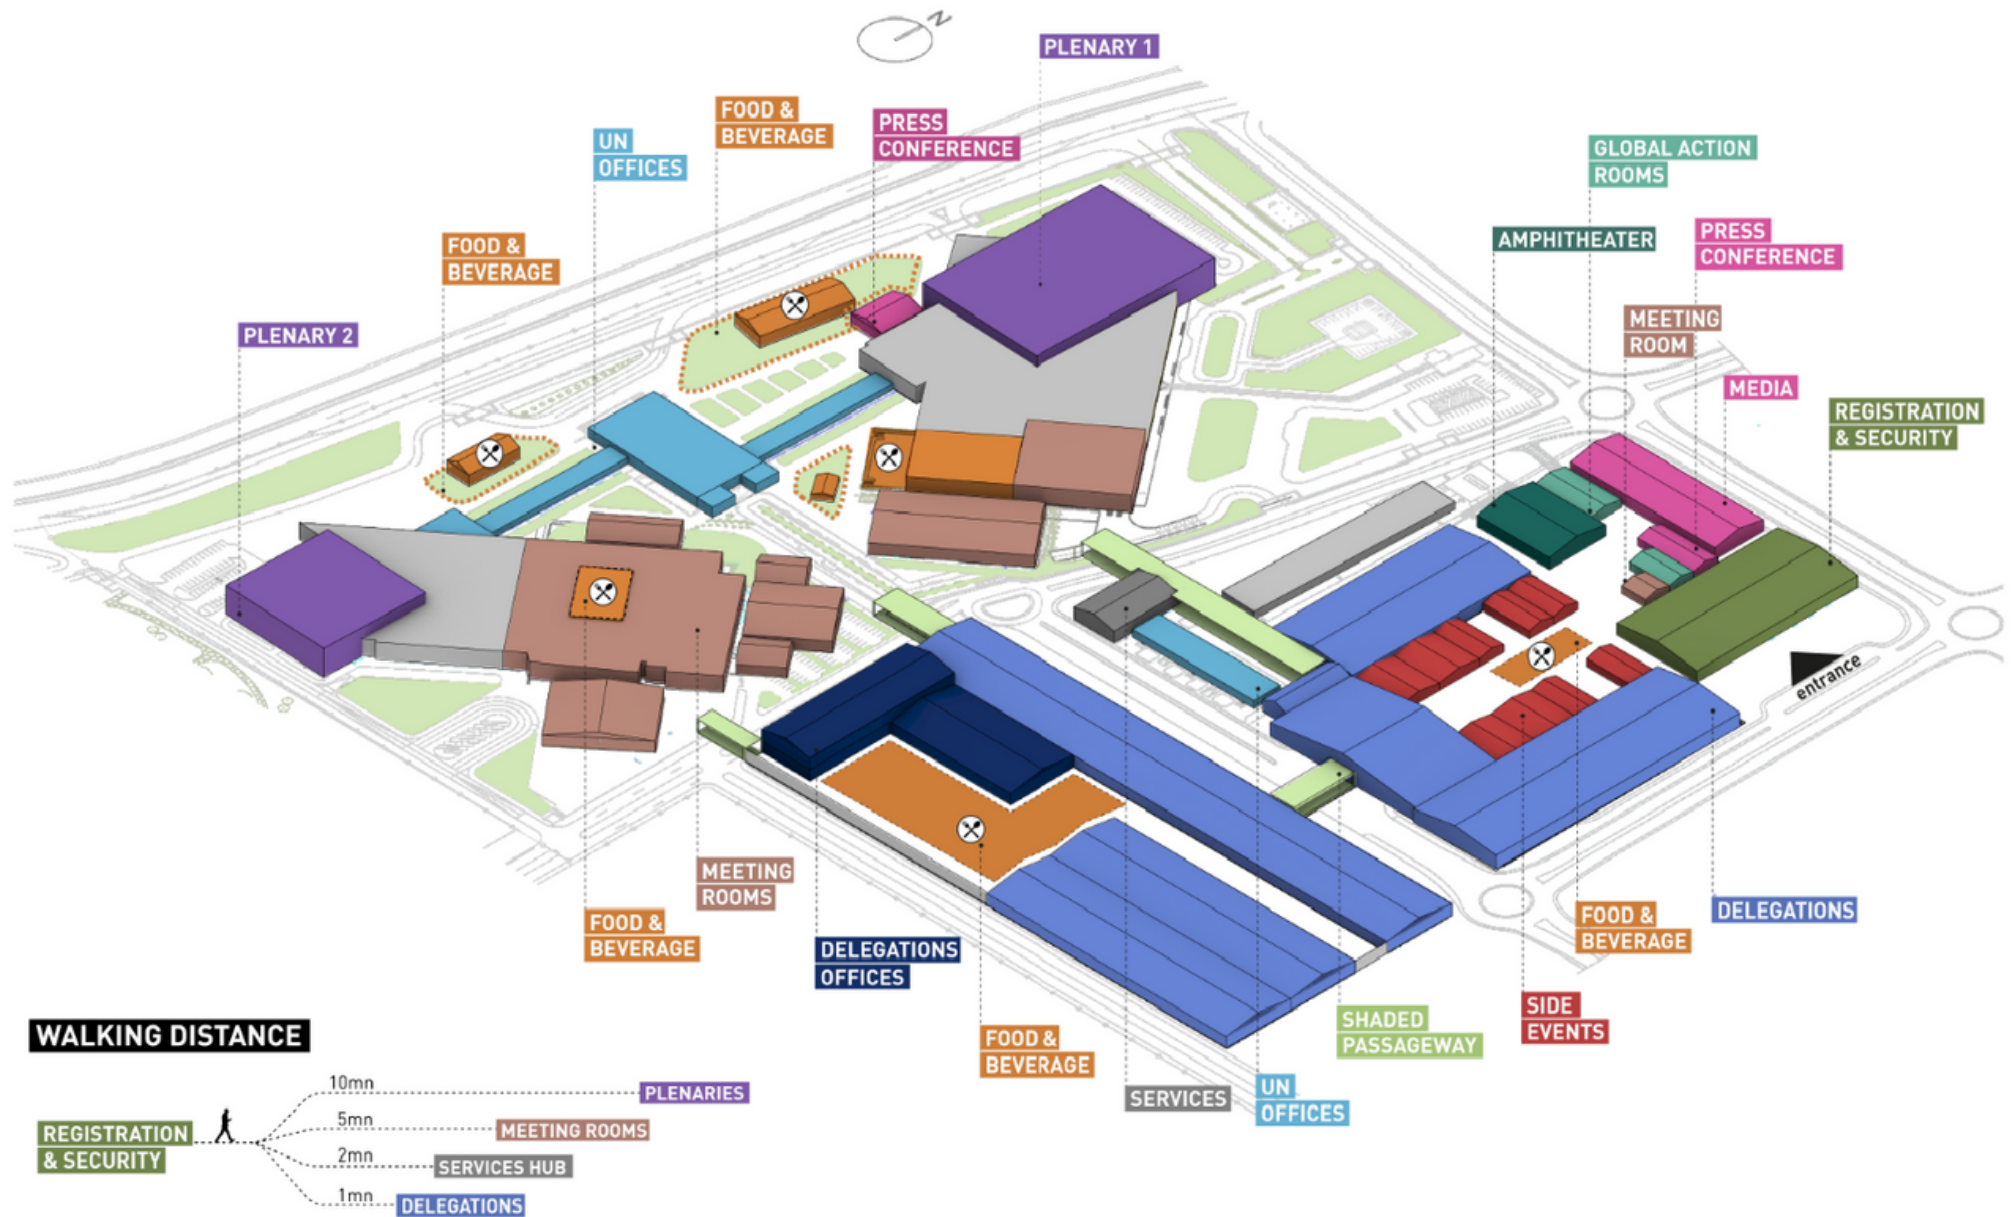 N
PLENARY 1
FOOD &
BEVERAGE
PRESS
CONFERENCE
UN
OFFICES
GLOBAL ACTION
ROOMS
FOOD &
BEVERAGE
AMPHITHEATER
PRESS
CONFERENCE
PLENARY 2
MEETING
ROOM
MEDIA
REGISTRATION
& SECURITY
entrance
MEETING
ROOMS
FOOD &
BEVERAGE
DELEGATIONS
OFFICES
FOOD &
BEVERAGE
DELEGATIONS
SIDE
EVENTS
SHADED
PASSAGEWAY
FOOD &
BEVERAGE
SERVICES
UN
OFFICES
WALKING DISTANCE
10mn
PLENARIES
5mn
MEETING ROOMS
REGISTRATION
& SECURITY
2mn
SERVICES HUB
1mn
DELEGATIONS